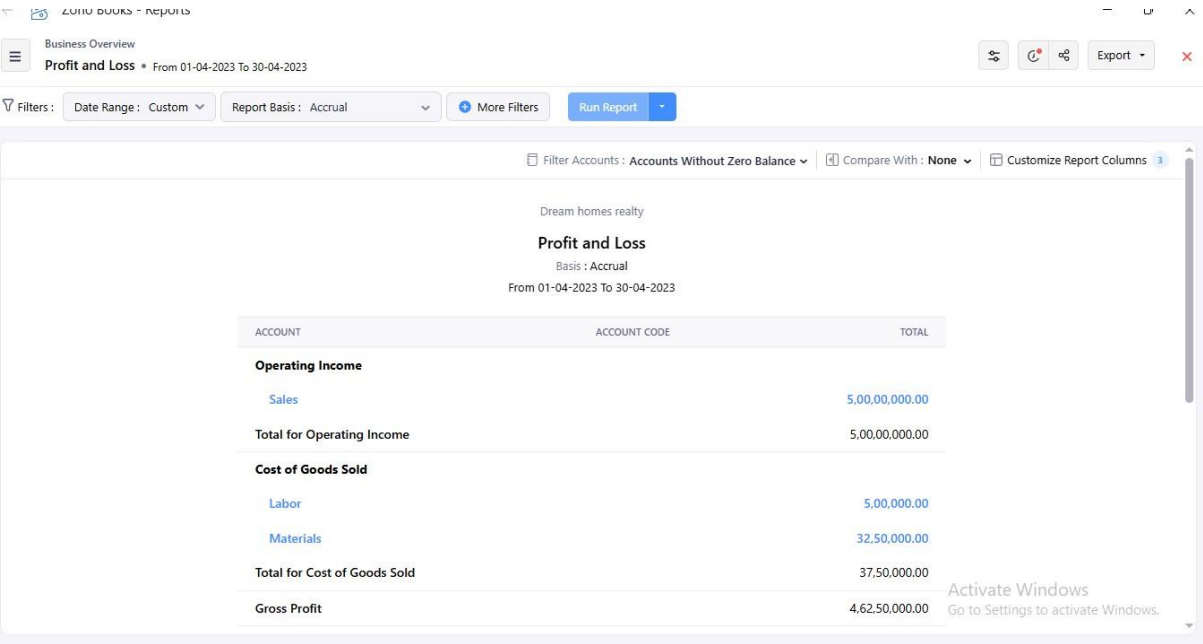 Zoho Books - Reports
Business Overview
Profit and Loss • From 01-04-2023 To 30-04-2023
Export
Filters : Date Range : Custom Report Basis : Accrual More Filters Run Report
Filter Accounts : Accounts Without Zero Balance Compare With : None Customize Report Columns 3
Dream homes realty
Profit and Loss
Basis : Accrual
From 01-04-2023 To 30-04-2023
ACCOUNT ACCOUNT CODE TOTAL
Operating Income
Sales 5,00,00,000.00
Total for Operating Income 5,00,00,000.00
Cost of Goods Sold
Labor 5,00,000.00
Materials 32,50,000.00
Total for Cost of Goods Sold 37,50,000.00
Gross Profit 4,62,50,000.00
Activate Windows
Go to Settings to activate Windows.